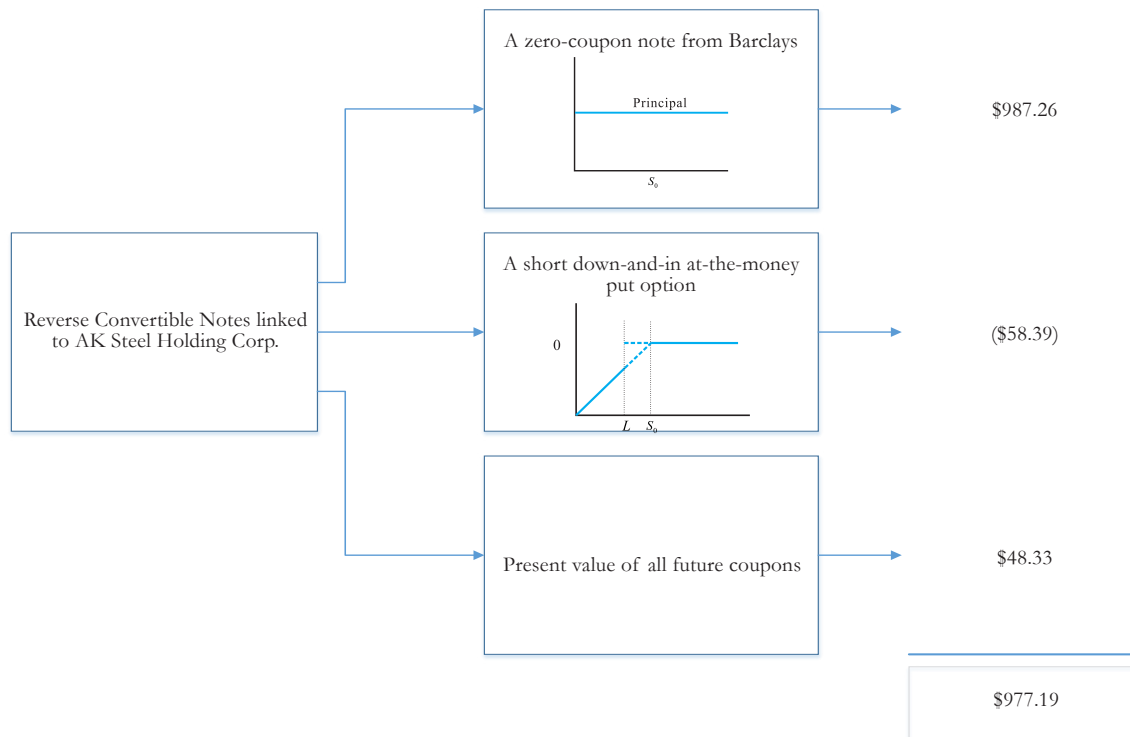 A zero-coupon note from Barclays
Principal
S₀
$987.26
Reverse Convertible Notes linked
to AK Steel Holding Corp.
A short down-and-in at-the-money
put option
0
L S₀
($58.39)
Present value of all future coupons
$48.33
$977.19